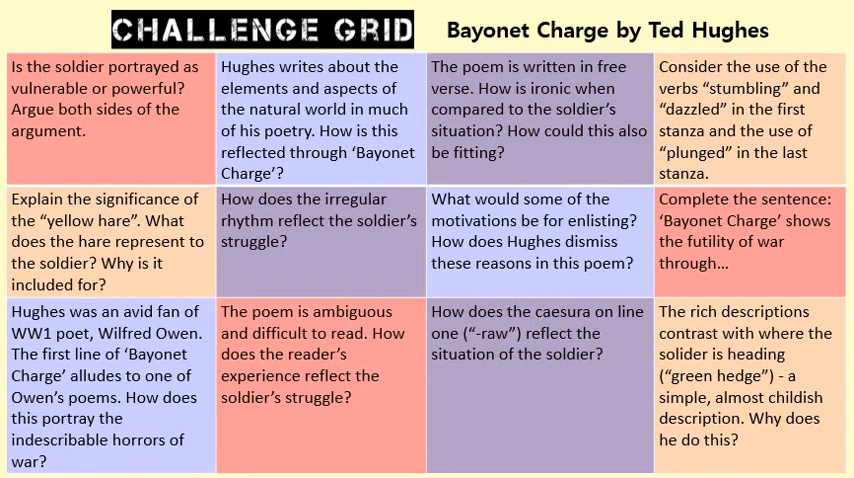 CHALLENGE GRID
Bayonet Charge by Ted Hughes
Is the soldier portrayed as
vulnerable or powerful?
Argue both sides of the
argument.
Hughes writes about the
elements and aspects of
the natural world in much
of his poetry. How is this
reflected through ‘Bayonet
Charge’?
The poem is written in free
verse. How is ironic when
compared to the soldier’s
situation? How could this also
be fitting?
Consider the use of the
verbs “stumbling” and
“dazzled” in the first
stanza and the use of
“plunged” in the last
stanza.
Explain the significance of
the “yellow hare”. What
does the hare represent to
the soldier? Why is it
included for?
How does the irregular
rhythm reflect the soldier’s
struggle?
What would some of the
motivations be for enlisting?
How does Hughes dismiss
these reasons in this poem?
Complete the sentence:
‘Bayonet Charge’ shows
the futility of war
through…
Hughes was an avid fan of
WW1 poet, Wilfred Owen.
The first line of ‘Bayonet
Charge’ alludes to one of
Owen’s poems. How does
this portray the
indescribable horrors of
war?
The poem is ambiguous
and difficult to read. How
does the reader’s
experience reflect the
soldier’s struggle?
How does the caesura on line
one (“-raw”) reflect the
situation of the soldier?
The rich descriptions
contrast with where the
solider is heading
(“green hedge”) - a
simple, almost childish
description. Why does
he do this?